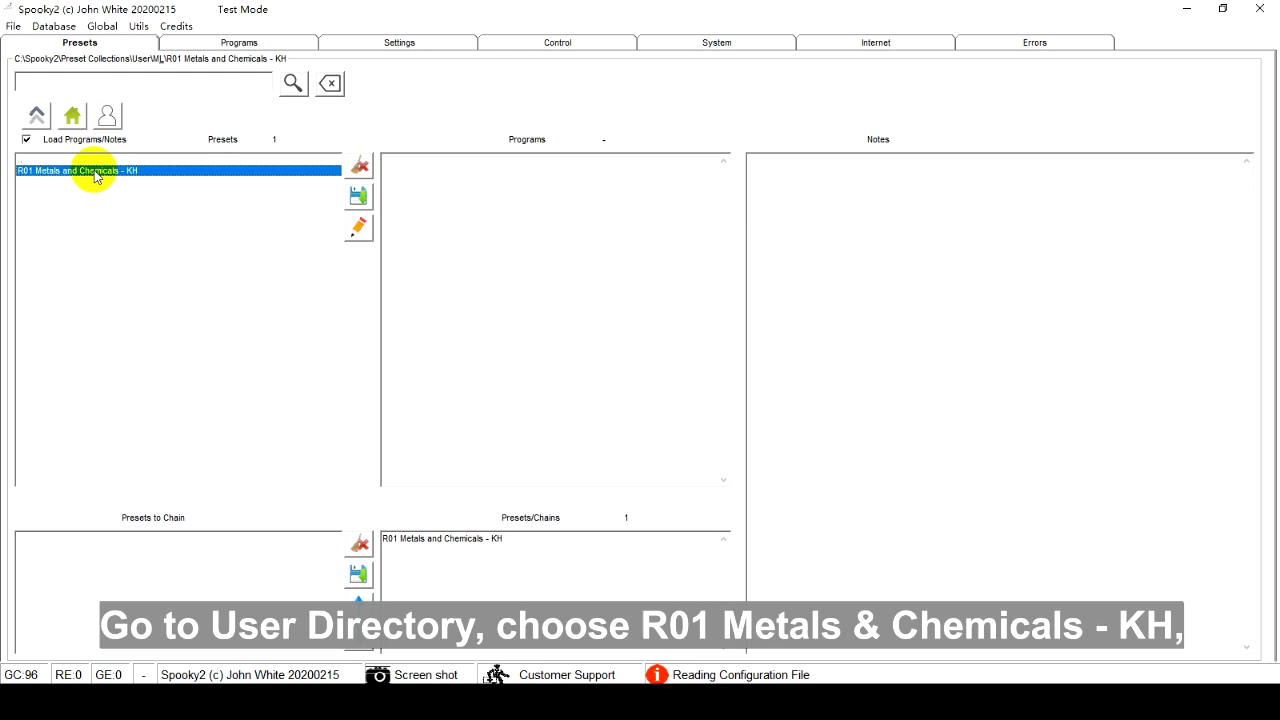 Spooky2 (c) John White 20200215 Test Mode
File Database Global Utils Credits
Presets Programs Settings Control System Internet Errors
C:\Spooky2\Preset Collections\User\ML\R01 Metals and Chemicals - KH
Load Programs/Notes Presets 1 Programs - Notes
..
R01 Metals and Chemicals - KH
Presets to Chain Presets/Chains 1
R01 Metals and Chemicals - KH
Go to User Directory, choose R01 Metals & Chemicals - KH,
GC:96 RE:0 GE:0 - Spooky2 (c) John White 20200215 Screen shot Customer Support Reading Configuration File